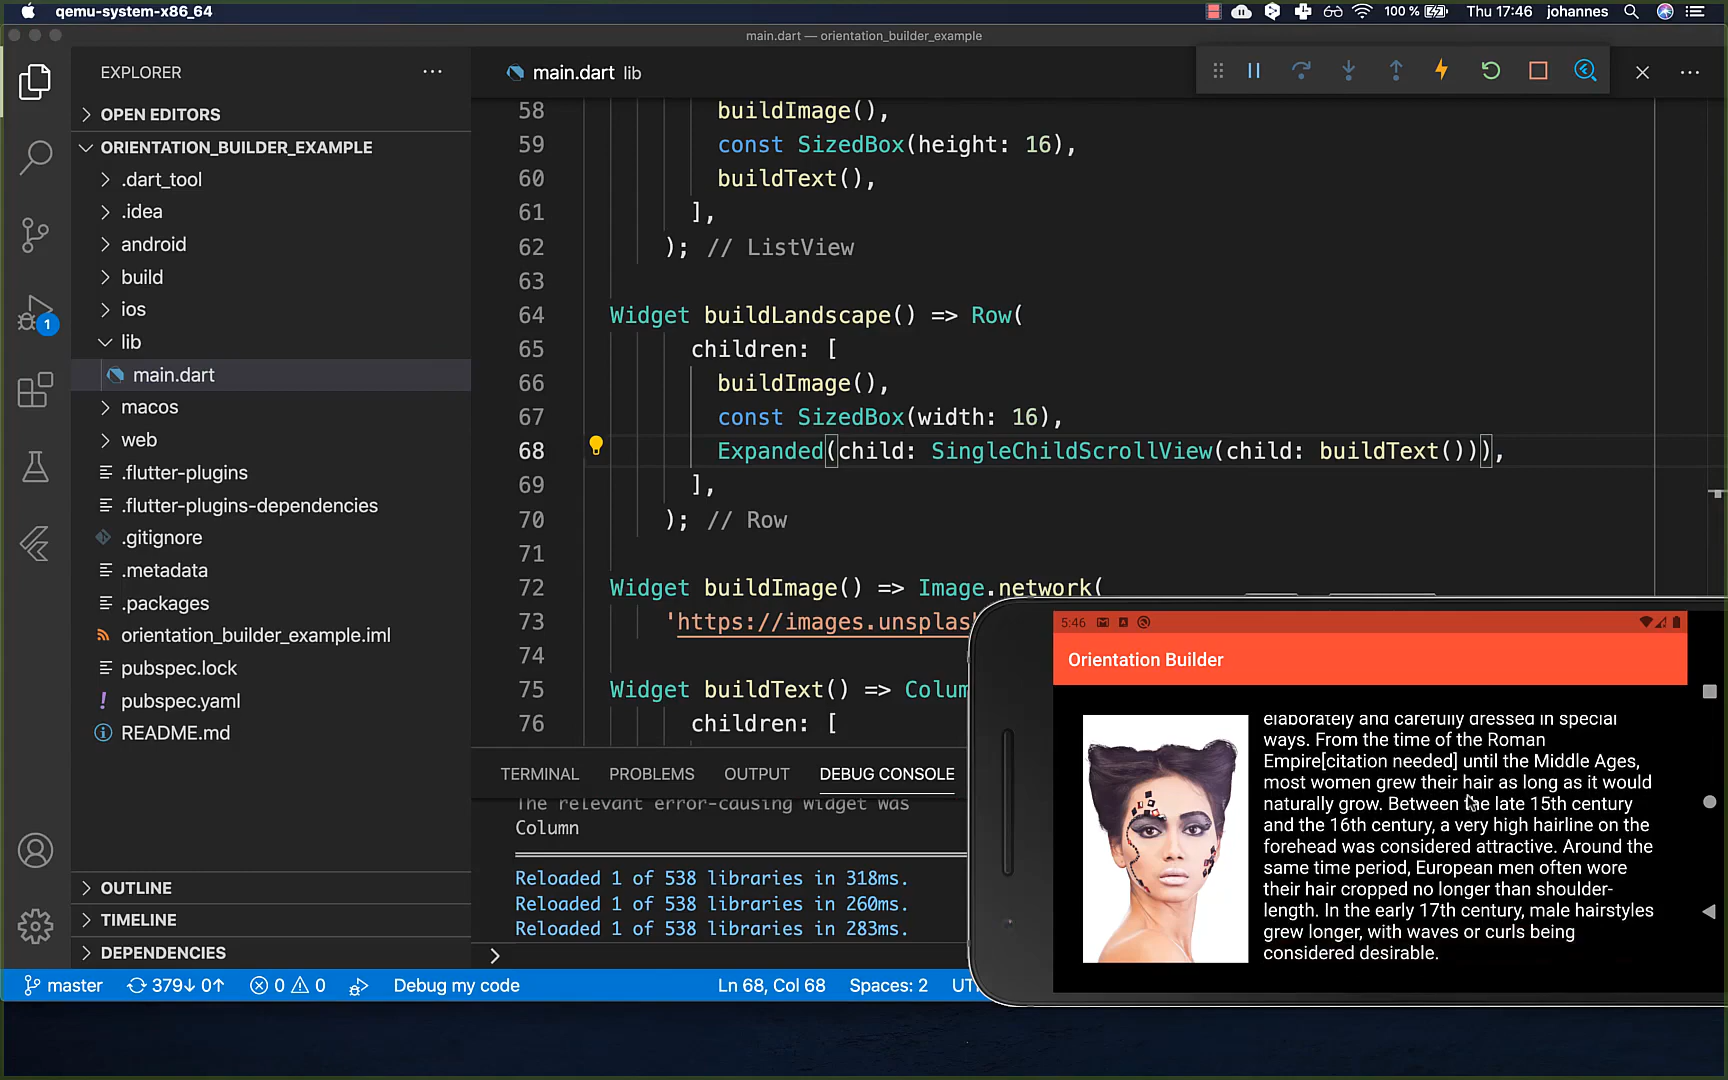 qemu-system-x86_64
100 %
Thu 17:46
johannes
main.dart — orientation_builder_example
EXPLORER
OPEN EDITORS
ORIENTATION_BUILDER_EXAMPLE
.dart_tool
.idea
android
build
ios
lib
main.dart
macos
web
.flutter-plugins
.flutter-plugins-dependencies
.gitignore
.metadata
.packages
orientation_builder_example.iml
pubspec.lock
! pubspec.yaml
README.md
OUTLINE
TIMELINE
DEPENDENCIES
1
main.dart lib
58 buildImage(),
59 const SizedBox(height: 16),
60 buildText(),
61 ],
62 ); // ListView
63
64 Widget buildLandscape() => Row(
65 children: [
66 buildImage(),
67 const SizedBox(width: 16),
68 Expanded(child: SingleChildScrollView(child: buildText())),
69 ],
70 ); // Row
71
72 Widget buildImage() => Image.network(
73 'https://images.unsplas
74
75 Widget buildText() => Colum
76 children: [
TERMINAL
PROBLEMS
OUTPUT
DEBUG CONSOLE
The relevant error-causing widget was
Column
Reloaded 1 of 538 libraries in 318ms.
Reloaded 1 of 538 libraries in 260ms.
Reloaded 1 of 538 libraries in 283ms.
master
379↓ 0↑
0
0
Debug my code
Ln 68, Col 68
Spaces: 2
UT
5:46
Orientation Builder
elaborately and carefully dressed in special
ways. From the time of the Roman
Empire[citation needed] until the Middle Ages,
most women grew their hair as long as it would
naturally grow. Between the late 15th century
and the 16th century, a very high hairline on the
forehead was considered attractive. Around the
same time period, European men often wore
their hair cropped no longer than shoulder-
length. In the early 17th century, male hairstyles
grew longer, with waves or curls being
considered desirable.